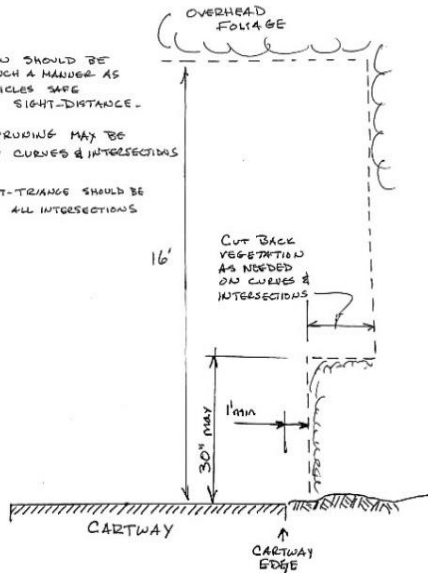 OVERHEAD
FOLIAGE
N SHOULD BE
UCH A MANNER AS
ICLES SAFE
SIGHT-DISTANCE.
PRUNING MAY BE
CURVES & INTERSECTIONS
T-TRIANGE SHOULD BE
ALL INTERSECTIONS
16'
CUT BACK
VEGETATION
AS NEEDED
ON CURVES &
INTERSECTIONS
1' min
30" max
CARTWAY
CARTWAY
EDGE